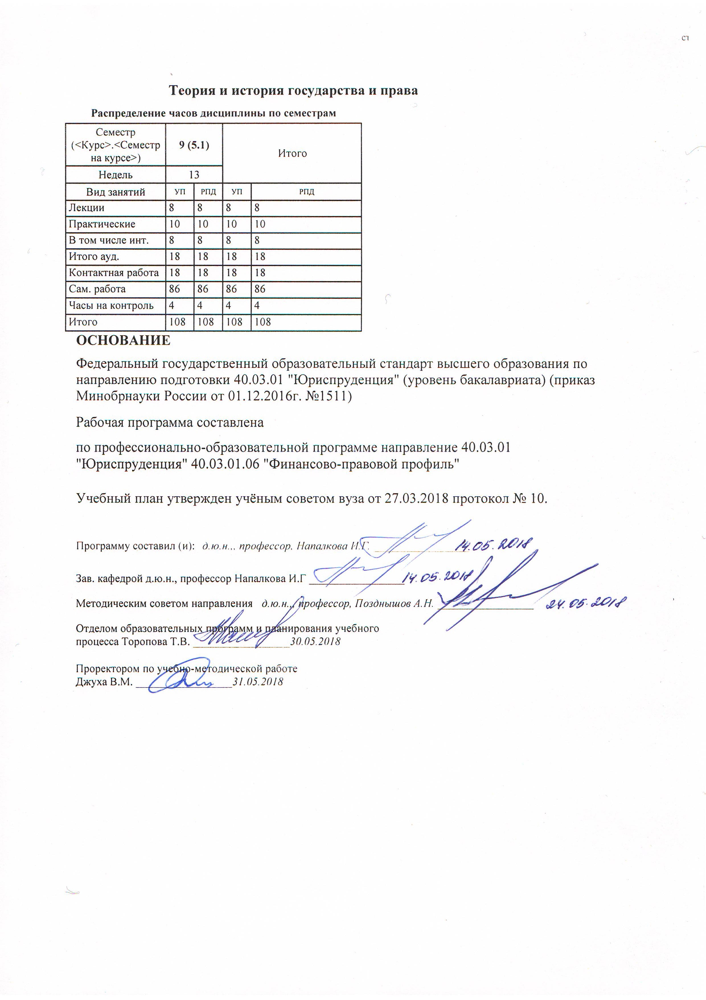 ст
Теория и история государства и права
Распределение часов дисциплины по семестрам
Семестр
(<Курс>.<Семестр
на курсе>)
9 (5.1)
Итого
Недель
13
Вид занятий УП РПД УП РПД
Лекции 8 8 8 8
Практические 10 10 10 10
В том числе инт. 8 8 8 8
Итого ауд. 18 18 18 18
Контактная работа 18 18 18 18
Сам. работа 86 86 86 86
Часы на контроль 4 4 4 4
Итого 108 108 108 108
ОСНОВАНИЕ
Федеральный государственный образовательный стандарт высшего образования по
направлению подготовки 40.03.01 "Юриспруденция" (уровень бакалавриата) (приказ
Минобрнауки России от 01.12.2016г. №1511)
Рабочая программа составлена
по профессионально-образовательной программе направление 40.03.01
"Юриспруденция" 40.03.01.06 "Финансово-правовой профиль"
Учебный план утвержден учёным советом вуза от 27.03.2018 протокол № 10.
Программу составил (и): д.ю.н.,, профессор, Напалкова И.Г. 14.05.2018
Зав. кафедрой д.ю.н., профессор Напалкова И.Г 14.05.2018
Методическим советом направления д.ю.н.,, профессор, Позднышов А.Н. 24.05.2018
Отделом образовательных программ и планирования учебного
процесса Торопова Т.В. 30.05.2018
Проректором по учебно-методической работе
Джуха В.М. 31.05.2018